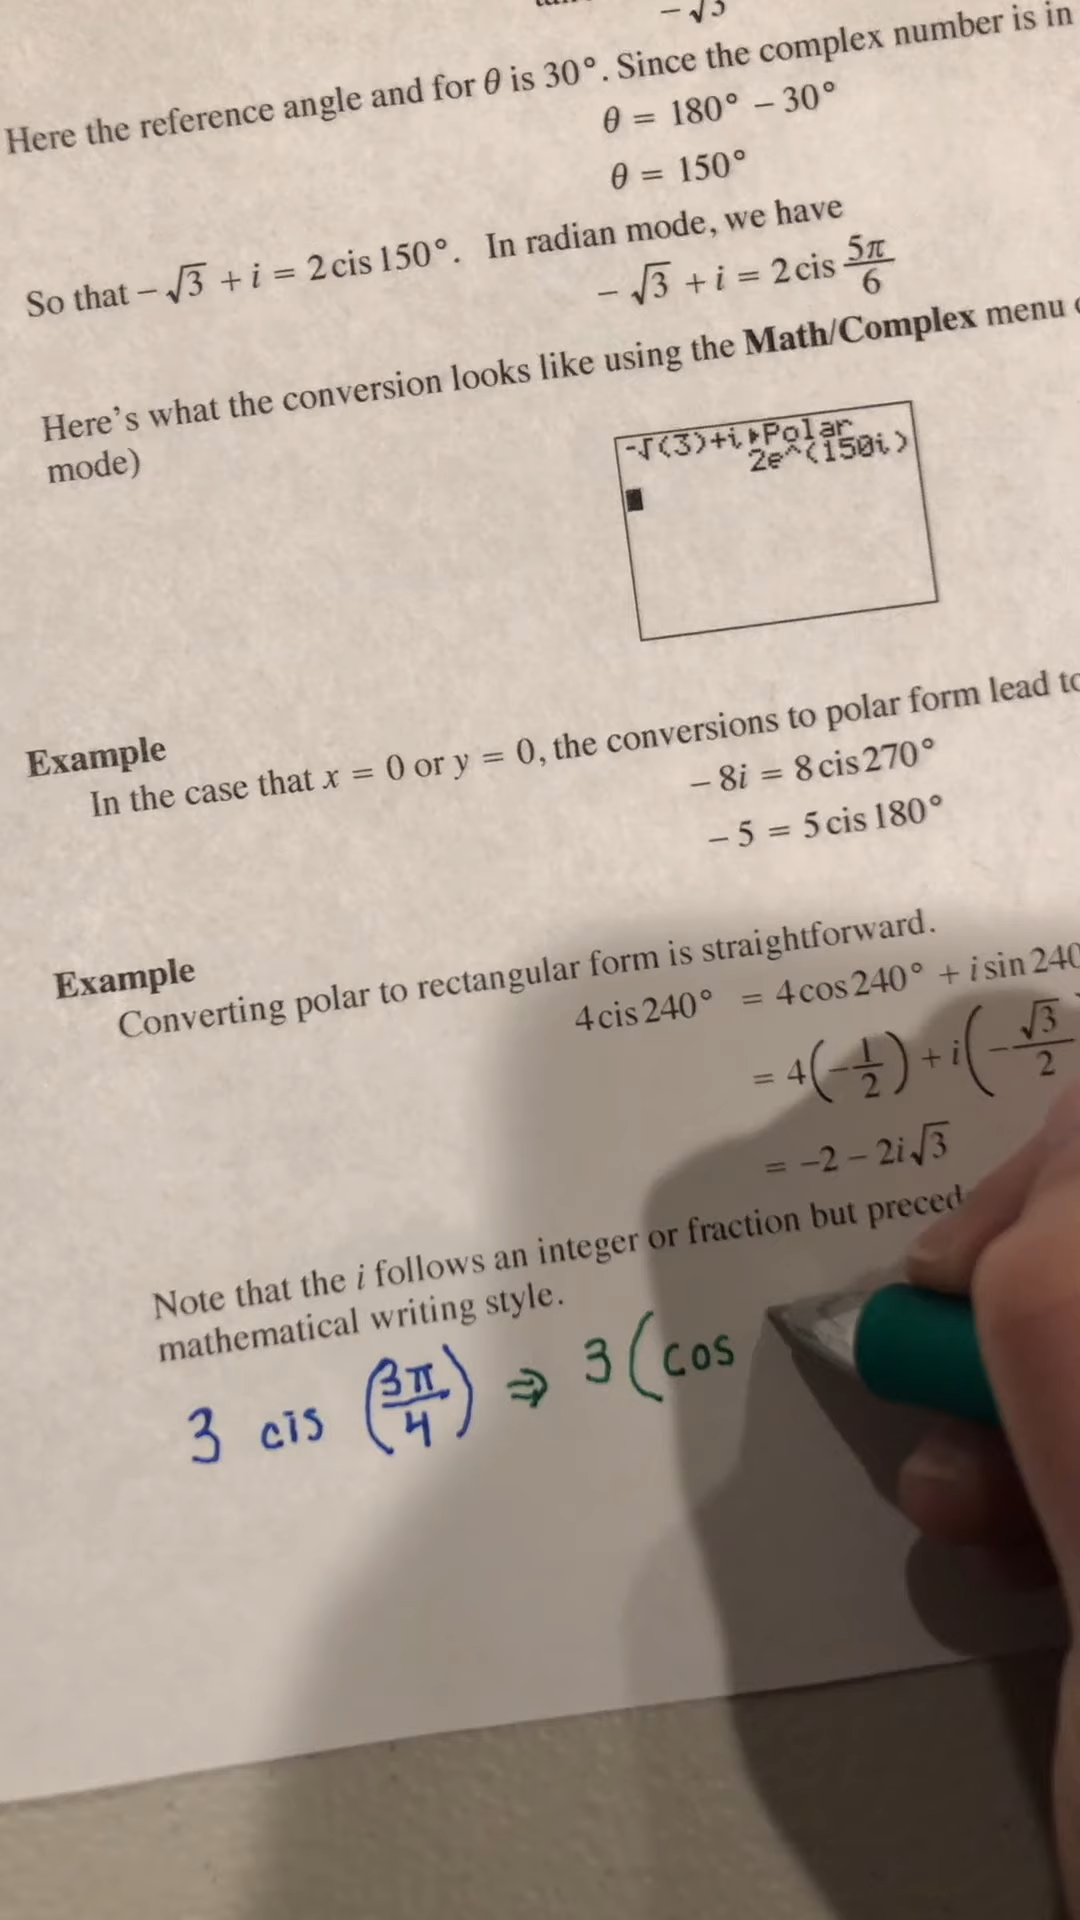 − √3
Here the reference angle and for θ is 30°. Since the complex number is in
θ = 180° − 30°
θ = 150°
So that − √3 + i = 2 cis 150°. In radian mode, we have
− √3 + i = 2 cis 5π/6
Here's what the conversion looks like using the Math/Complex menu
mode)
-√(3)+i▸Polar
2e^(150i)
Example
In the case that x = 0 or y = 0, the conversions to polar form lead to
− 8i = 8 cis 270°
− 5 = 5 cis 180°
Example
Converting polar to rectangular form is straightforward.
4 cis 240° = 4 cos 240° + i sin 240
= 4(−1/2) + i(−√3/2
= −2 − 2i√3
Note that the i follows an integer or fraction but preced
mathematical writing style.
3 cis (3π/4) ⇒ 3 (cos